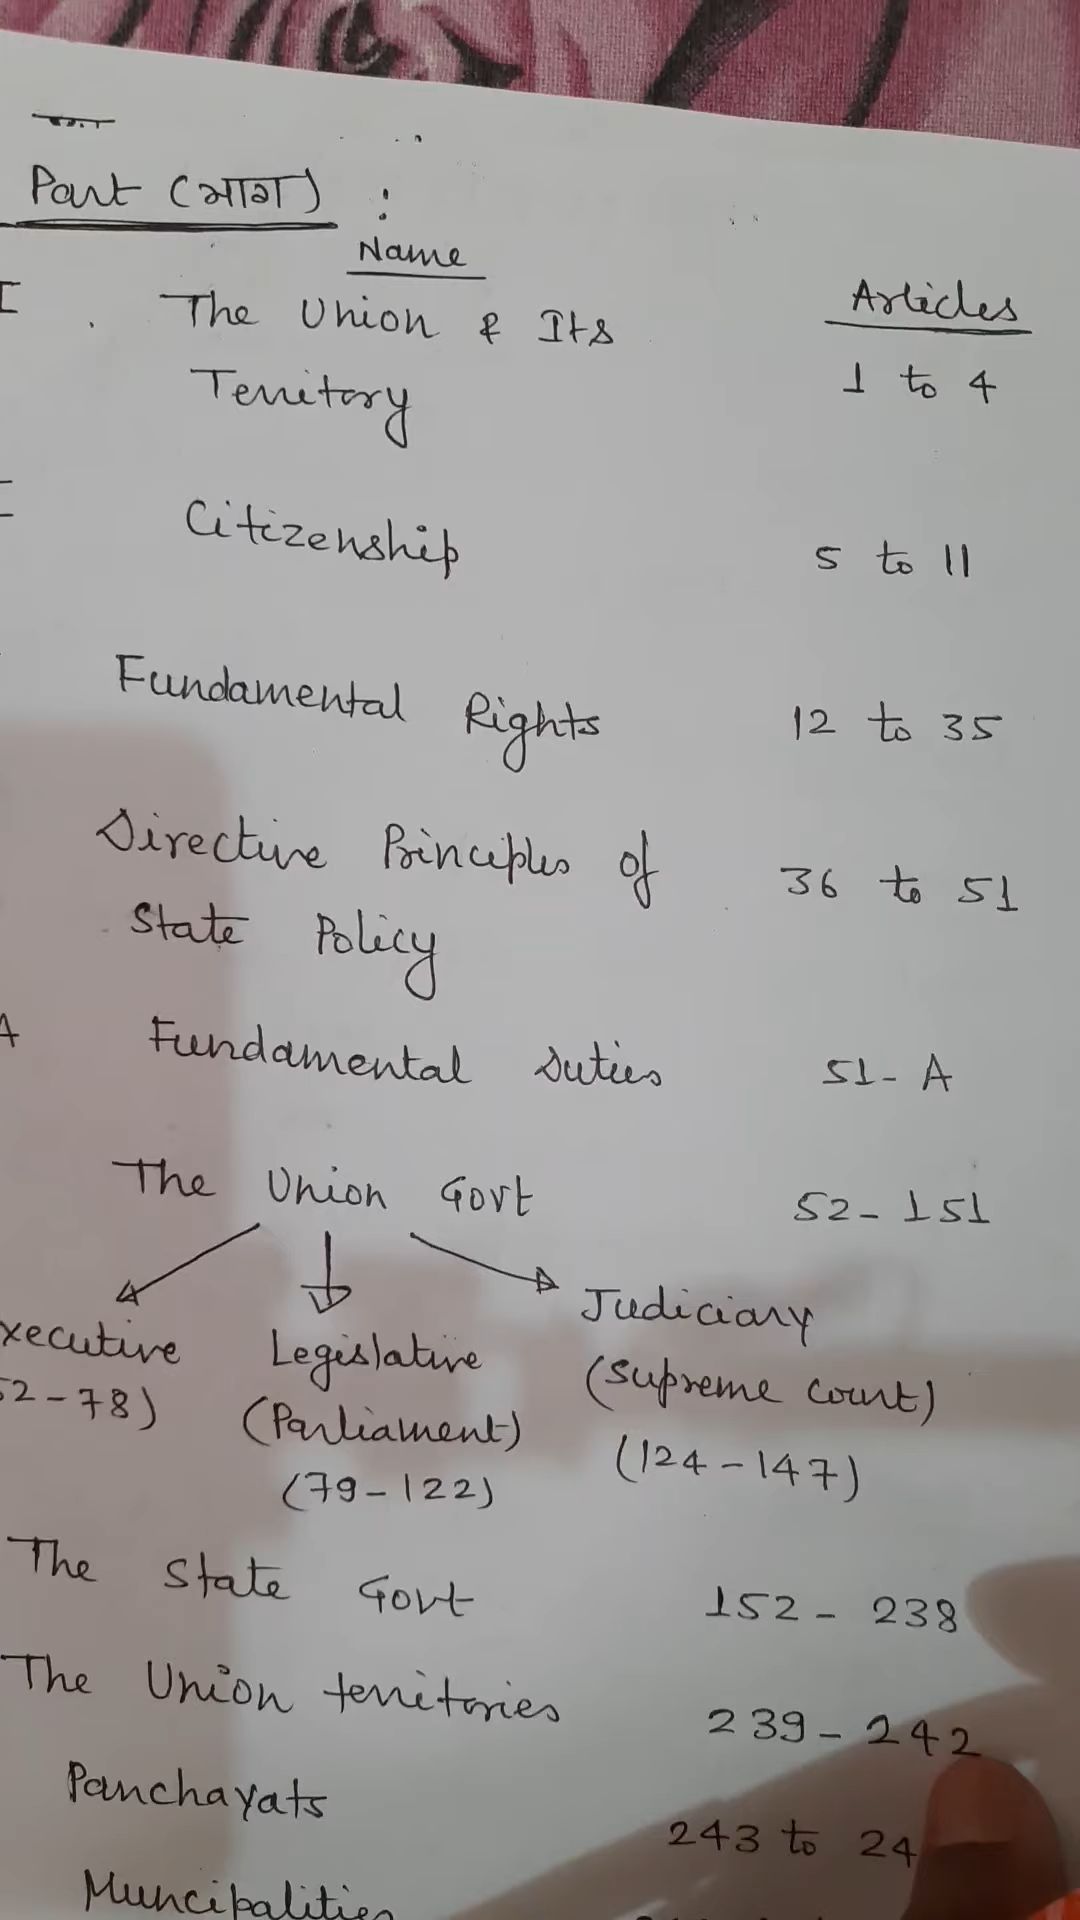 Part (भाग) :
Name
Articles
I The Union & Its
Territory
1 to 4
Citizenship
5 to 11
Fundamental Rights
12 to 35
Directive Principles of
State Policy
36 to 51
A Fundamental Duties
51-A
The Union Govt
52-151
xecutive
52-78)
Legislative
(Parliament)
(79-122)
Judiciary
(Supreme Court)
(124-147)
The State Govt
152-238
The Union territories
239-242
Panchayats
243 to 24
Muncipalities